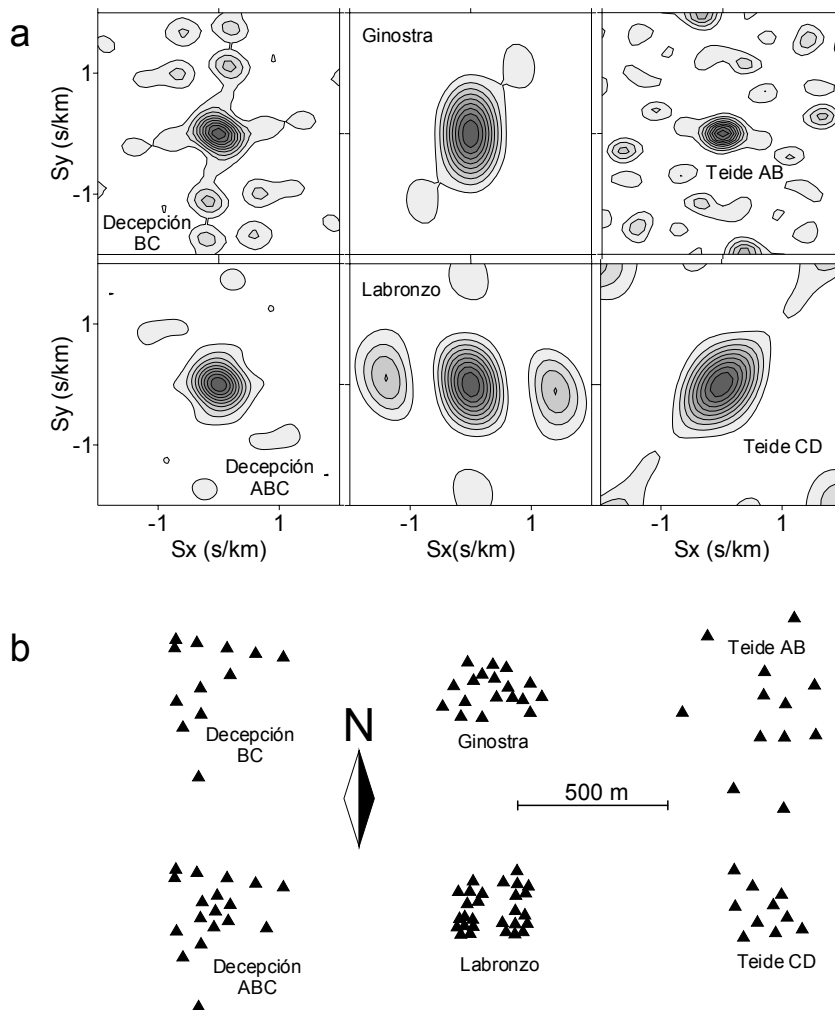 a
Ginostra
Sy (s/km)
1
-1
Decepción
BC
Teide AB
Labronzo
Sy (s/km)
1
-1
Decepción
ABC
Teide CD
-1 1
-1 1
-1 1
Sx (s/km)
Sx(s/km)
Sx (s/km)
b
Teide AB
Decepción
BC
N
Ginostra
500 m
Decepción
ABC
Labronzo
Teide CD